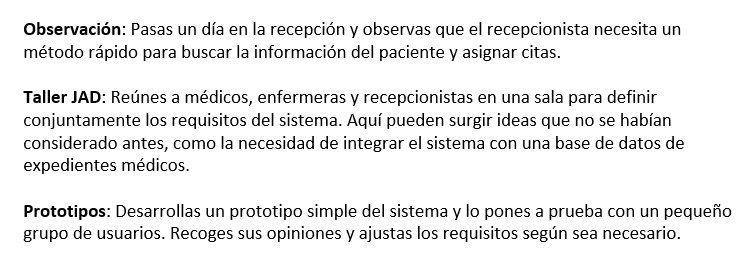 Observación: Pasas un día en la recepción y observas que el recepcionista necesita un
método rápido para buscar la información del paciente y asignar citas.
Taller JAD: Reúnes a médicos, enfermeras y recepcionistas en una sala para definir
conjuntamente los requisitos del sistema. Aquí pueden surgir ideas que no se habían
considerado antes, como la necesidad de integrar el sistema con una base de datos de
expedientes médicos.
Prototipos: Desarrollas un prototipo simple del sistema y lo pones a prueba con un pequeño
grupo de usuarios. Recoges sus opiniones y ajustas los requisitos según sea necesario.